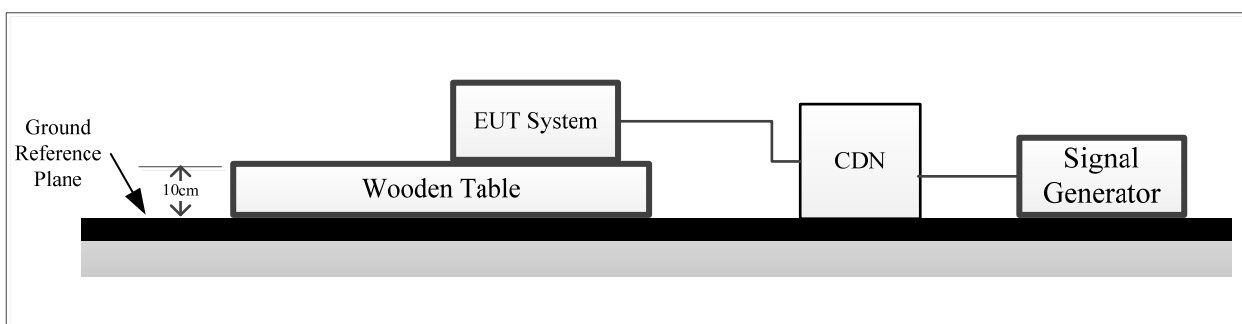 Ground
Reference
Plane
10cm
EUT System
Wooden Table
CDN
Signal
Generator